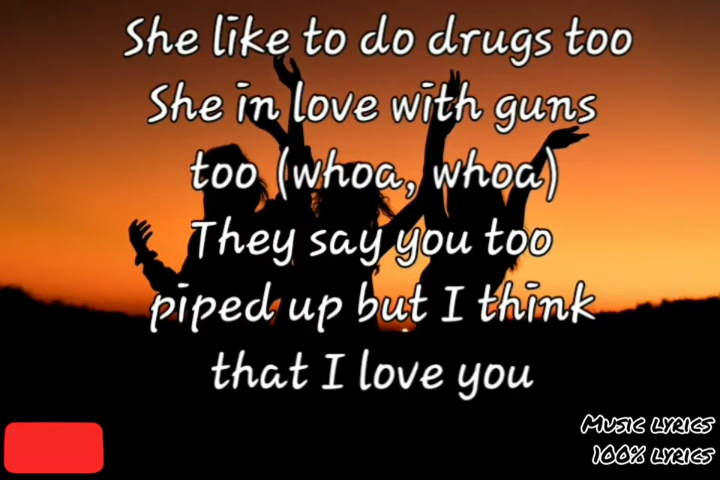 She like to do drugs too
She in love with guns
too (whoa, whoa)
They say you too
piped up but I think
that I love you
Music lyrics
100% lyrics